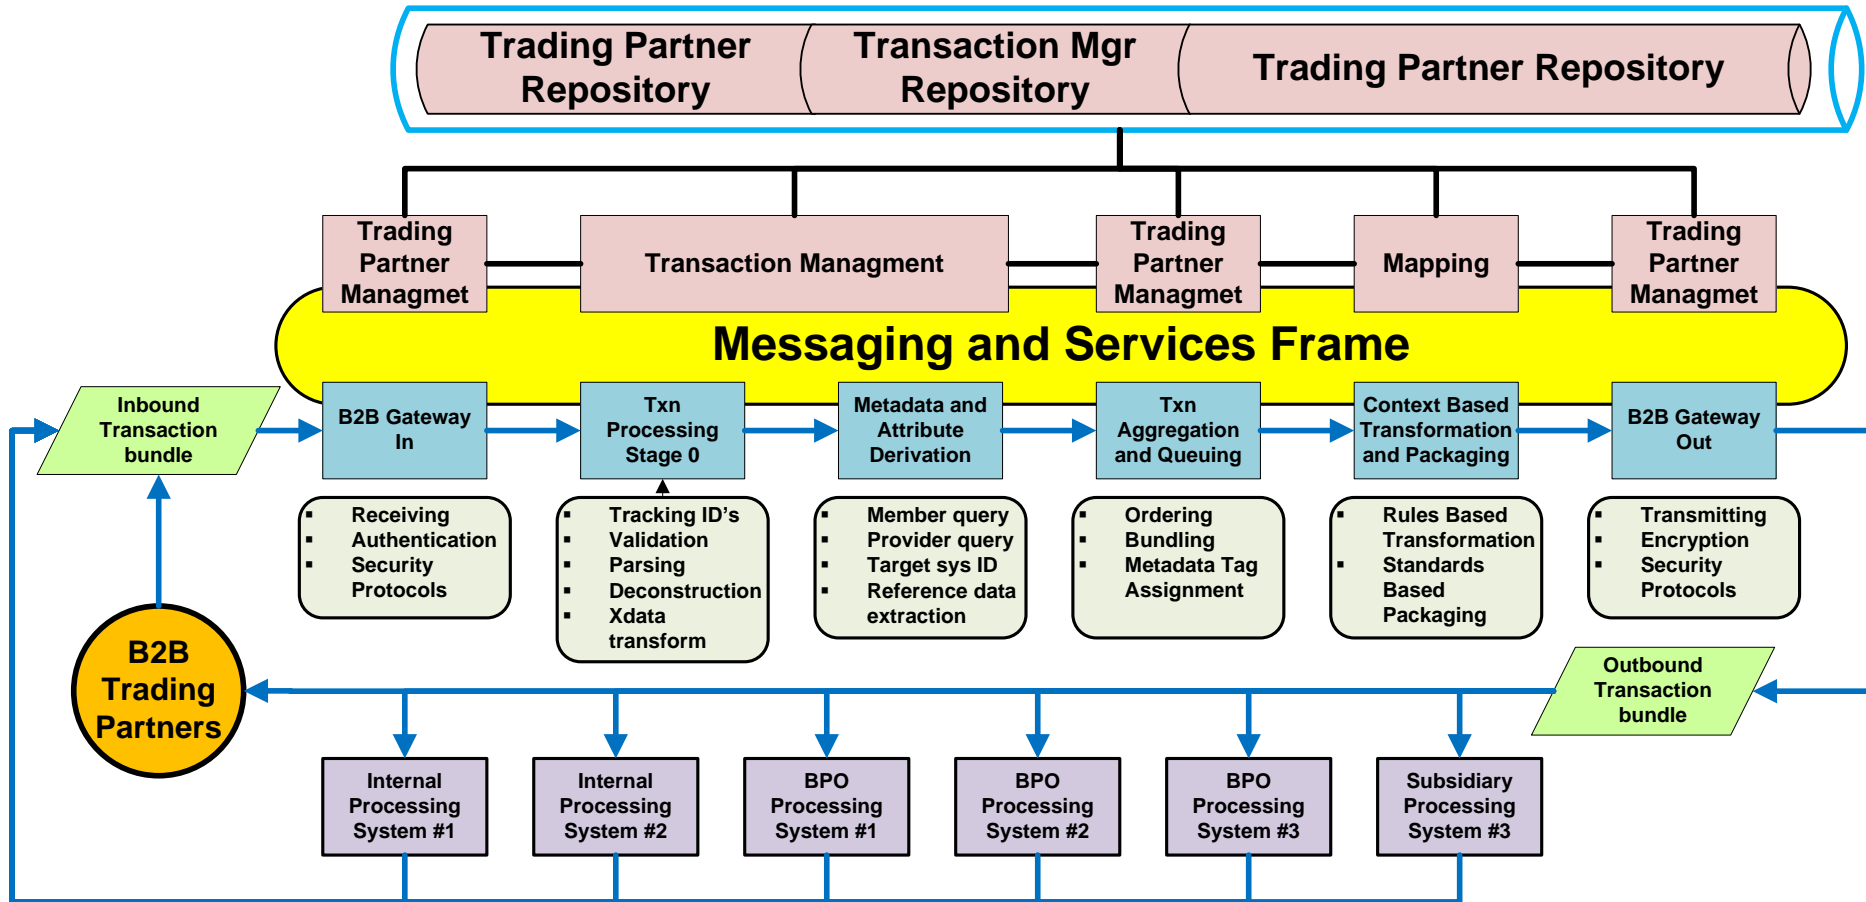 Trading Partner
Repository
Transaction Mgr
Repository
Trading Partner Repository
Trading
Partner
Managmet
Transaction Managment
Trading
Partner
Managmet
Mapping
Trading
Partner
Managmet
Messaging and Services Frame
Inbound
Transaction
bundle
B2B Gateway
In
Txn
Processing
Stage 0
Metadata and
Attribute
Derivation
Txn
Aggregation
and Queuing
Context Based
Transformation
and Packaging
B2B Gateway
Out
▪ Receiving
▪ Authentication
▪ Security
Protocols
▪ Tracking ID’s
▪ Validation
▪ Parsing
▪ Deconstruction
▪ Xdata
transform
▪ Member query
▪ Provider query
▪ Target sys ID
▪ Reference data
extraction
▪ Ordering
▪ Bundling
▪ Metadata Tag
Assignment
▪ Rules Based
Transformation
▪ Standards
Based
Packaging
▪ Transmitting
▪ Encryption
▪ Security
Protocols
B2B
Trading
Partners
Outbound
Transaction
bundle
Internal
Processing
System #1
Internal
Processing
System #2
BPO
Processing
System #1
BPO
Processing
System #2
BPO
Processing
System #3
Subsidiary
Processing
System #3